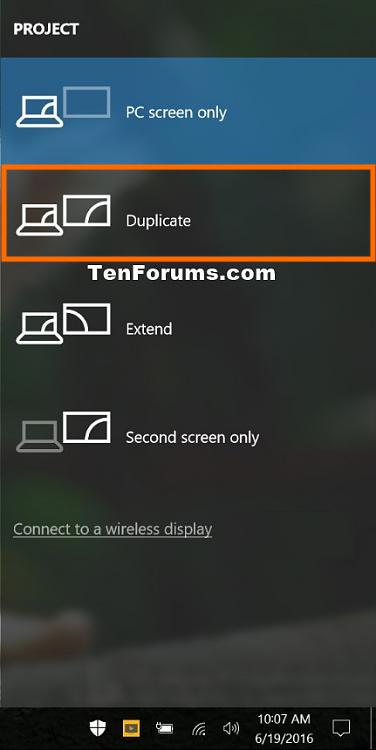 PROJECT
PC screen only
Duplicate
TenForums.com
Extend
Second screen only
Connect to a wireless display
10:07 AM
6/19/2016